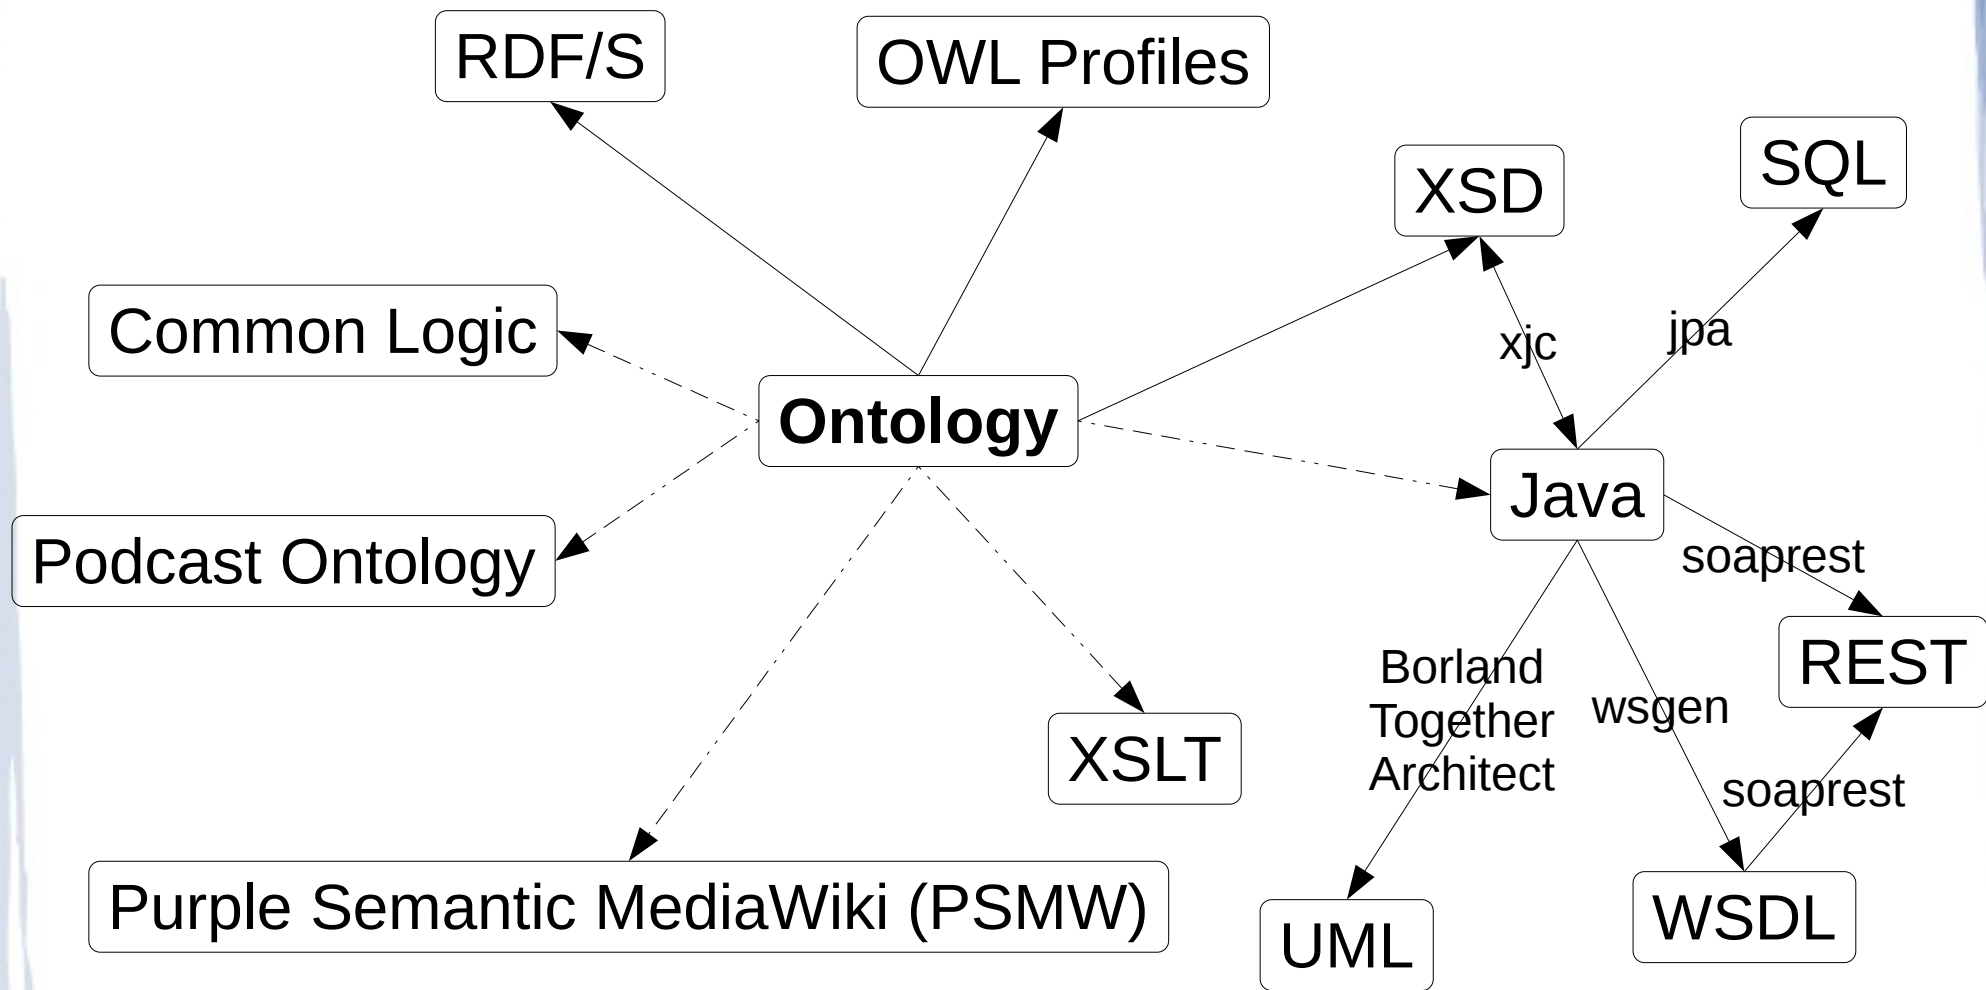 RDF/S
OWL Profiles
SQL
XSD
Common Logic
xjc
jpa
Ontology
Java
Podcast Ontology
soaprest
REST
Borland
Together
Architect
wsgen
XSLT
soaprest
Purple Semantic MediaWiki (PSMW)
WSDL
UML